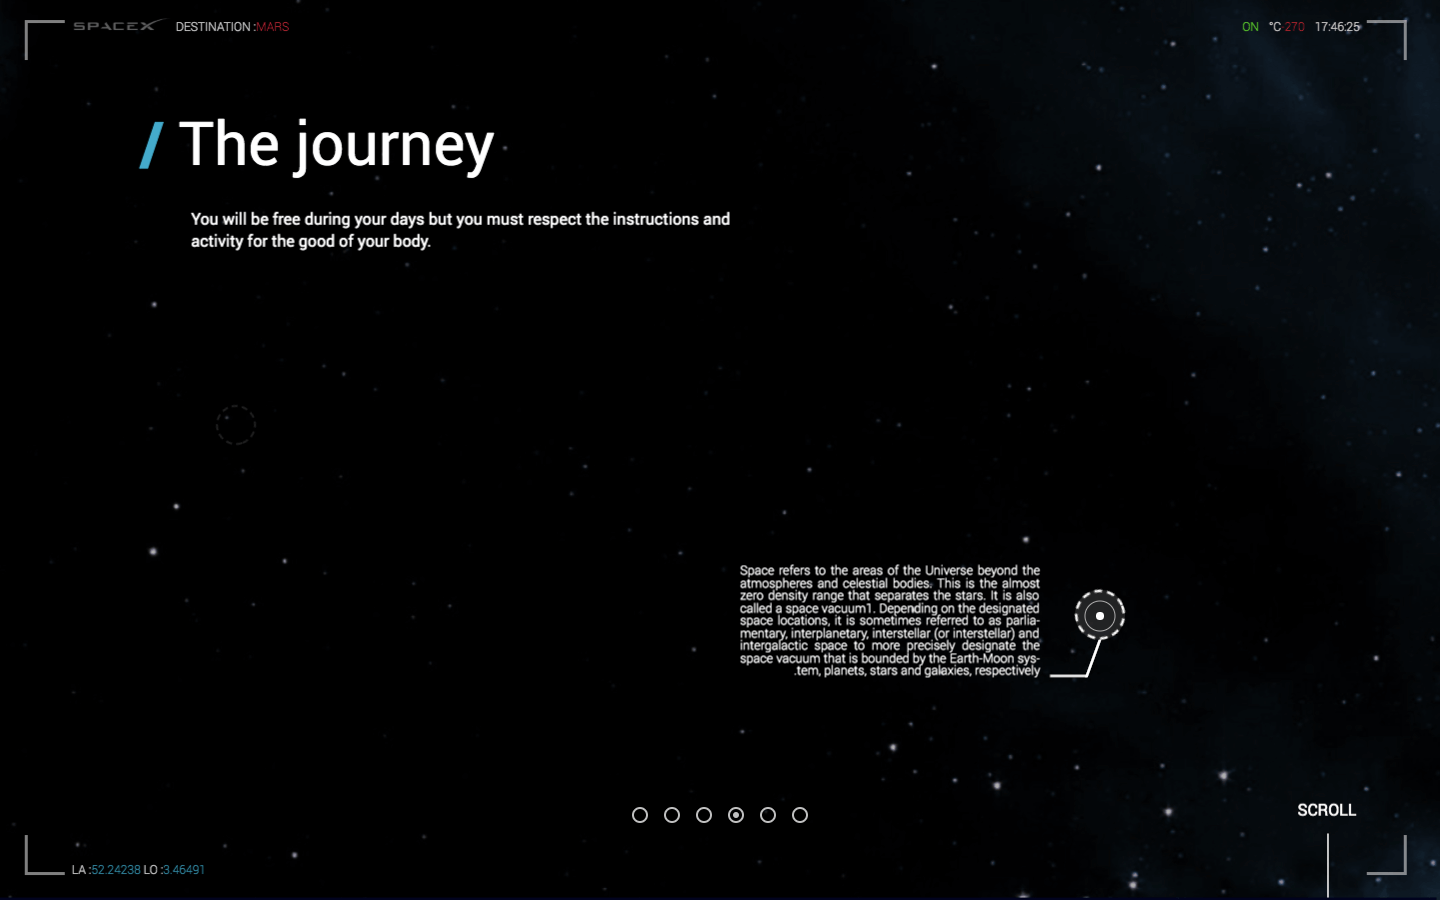 SPACEX DESTINATION :MARS
ON °C-270 17:46:25
/ The journey
You will be free during your days but you must respect the instructions and
activity for the good of your body.
Space refers to the areas of the Universe beyond the
atmospheres and celestial bodies. This is the almost
zero density range that separates the stars. It is also
called a space vacuum1. Depending on the designated
space locations, it is sometimes referred to as parlia-
mentary, interplanetary, interstellar (or interstellar) and
intergalactic space to more precisely designate the
space vacuum that is bounded by the Earth-Moon sys-
.tem, planets, stars and galaxies, respectively
SCROLL
LA :52.24238 LO :3.46491